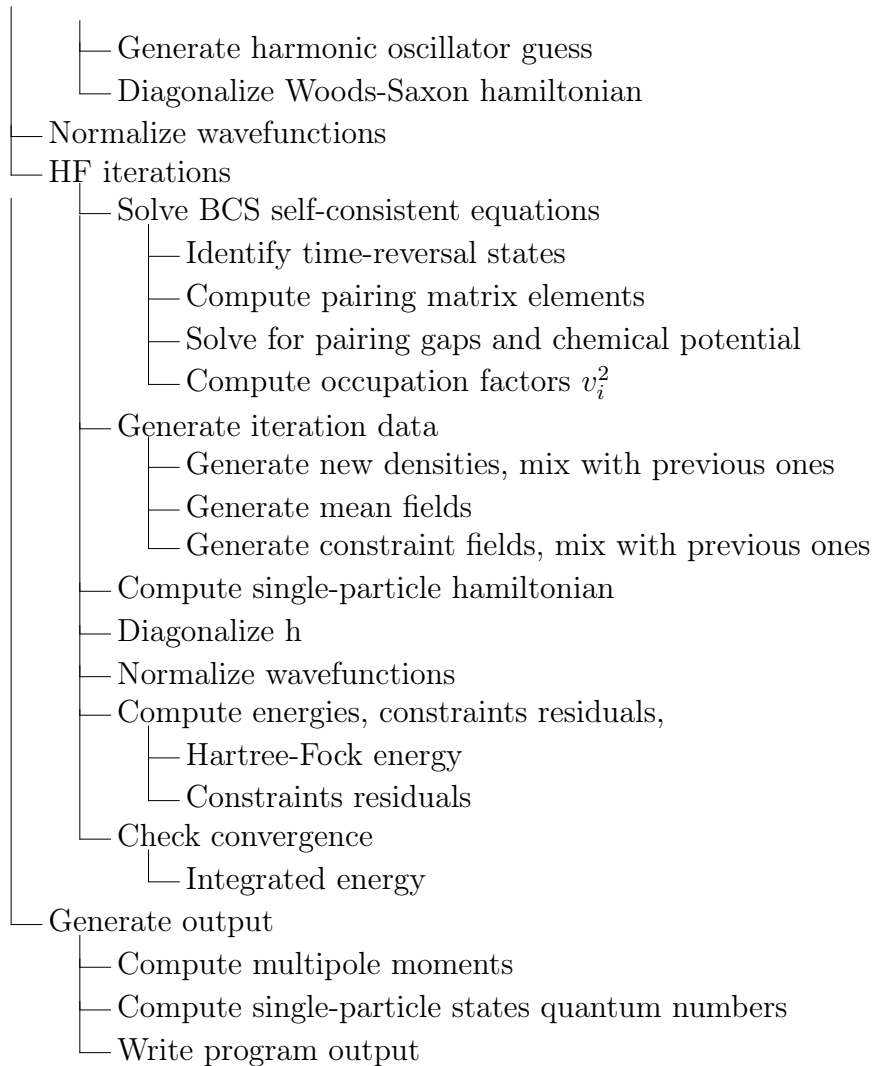 Generate harmonic oscillator guess
Diagonalize Woods-Saxon hamiltonian
Normalize wavefunctions
HF iterations
Solve BCS self-consistent equations
Identify time-reversal states
Compute pairing matrix elements
Solve for pairing gaps and chemical potential
Compute occupation factors $v_i^2$
Generate iteration data
Generate new densities, mix with previous ones
Generate mean fields
Generate constraint fields, mix with previous ones
Compute single-particle hamiltonian
Diagonalize h
Normalize wavefunctions
Compute energies, constraints residuals,
Hartree-Fock energy
Constraints residuals
Check convergence
Integrated energy
Generate output
Compute multipole moments
Compute single-particle states quantum numbers
Write program output